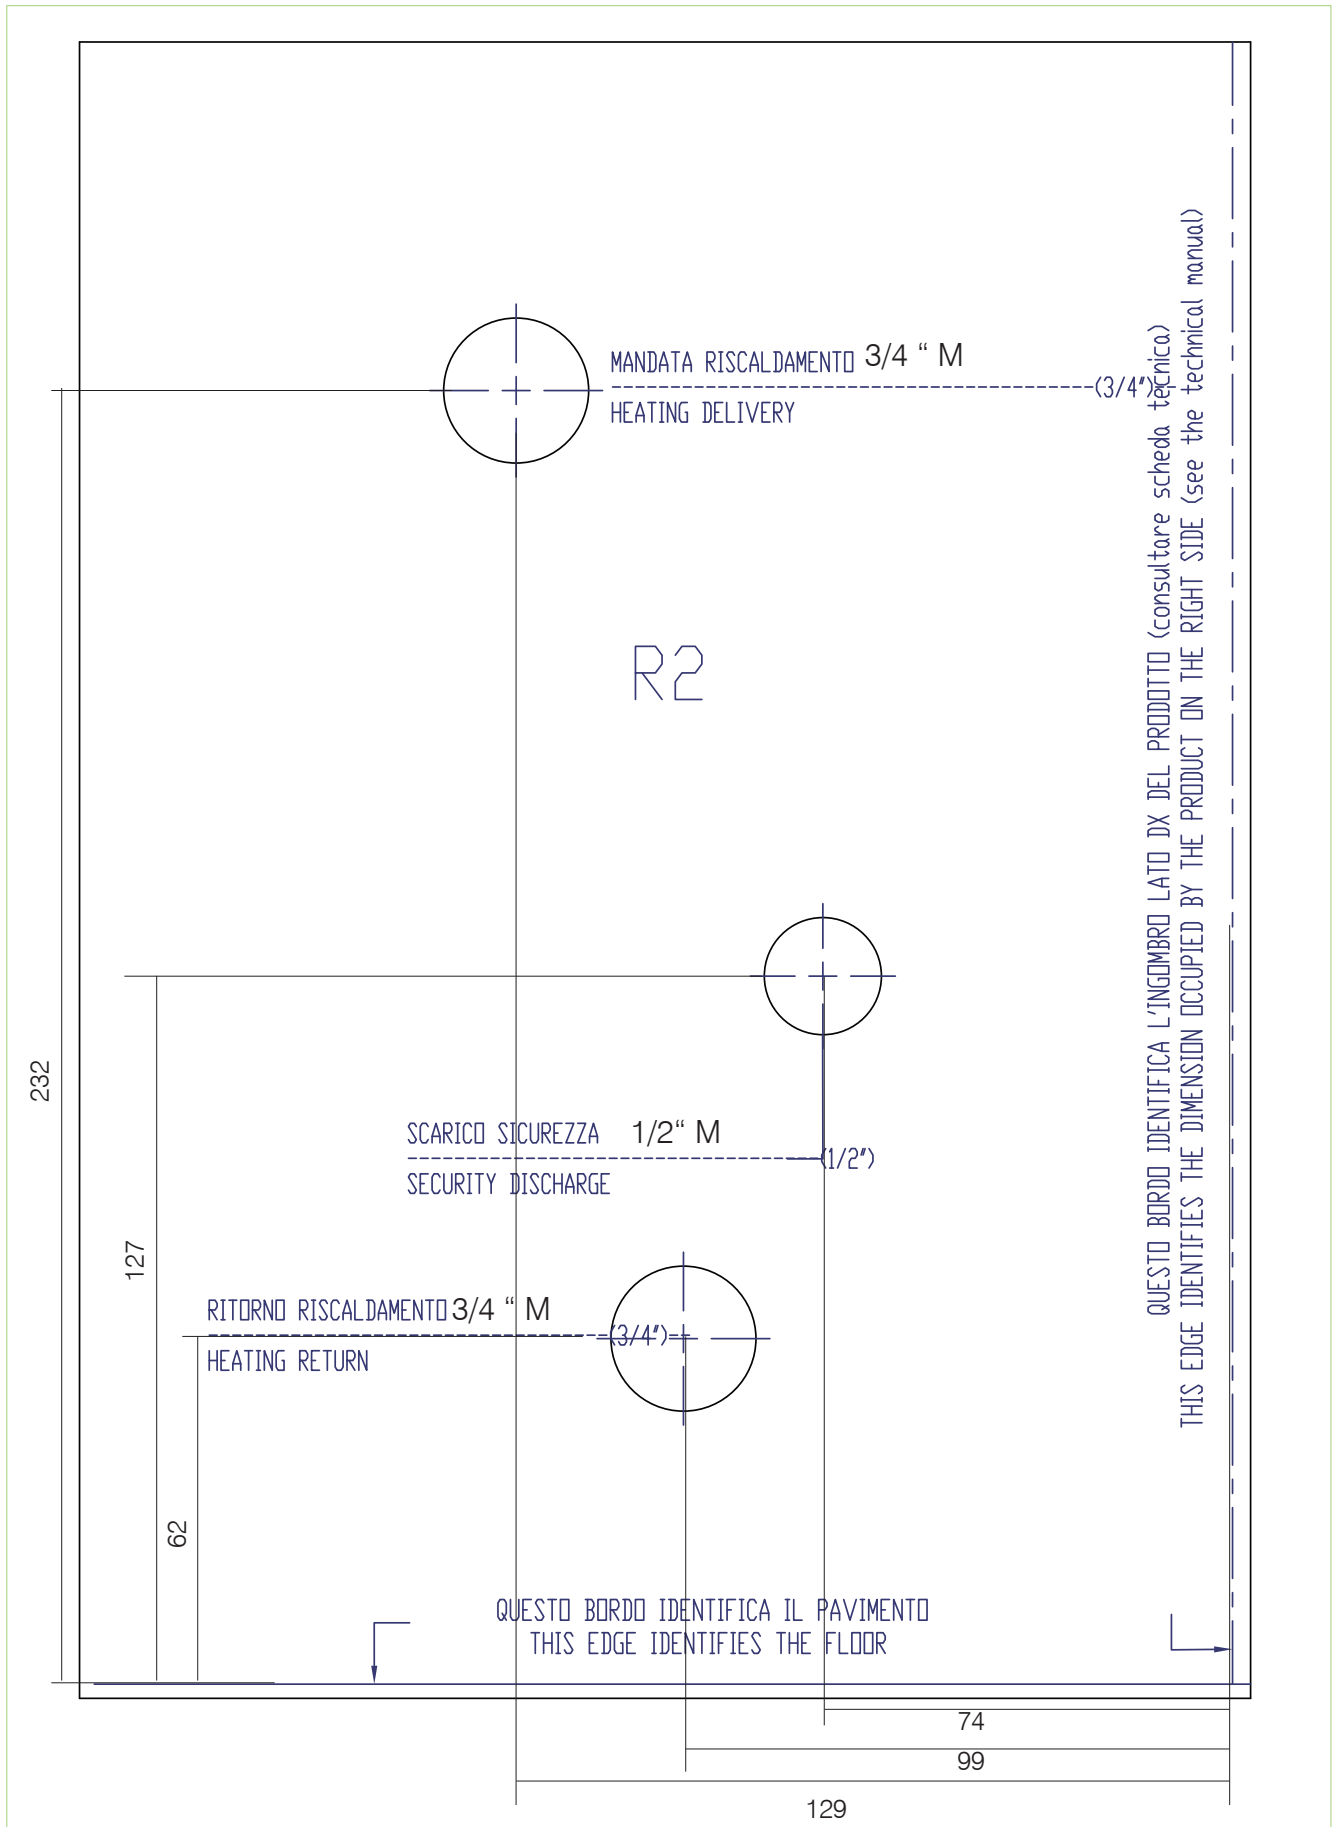 MANDATA RISCALDAMENTO 3/4 “ M
(3/4")
HEATING DELIVERY
R2
QUESTO BORDO IDENTIFICA L'INGOMBRO LATO DX DEL PRODOTTO (consultare scheda tecnica)
THIS EDGE IDENTIFIES THE DIMENSION OCCUPIED BY THE PRODUCT ON THE RIGHT SIDE (see the technical manual)
232
SCARICO SICUREZZA 1/2“ M
(1/2")
SECURITY DISCHARGE
127
RITORNO RISCALDAMENTO 3/4 “ M
(3/4")
HEATING RETURN
62
QUESTO BORDO IDENTIFICA IL PAVIMENTO
THIS EDGE IDENTIFIES THE FLOOR
74
99
129